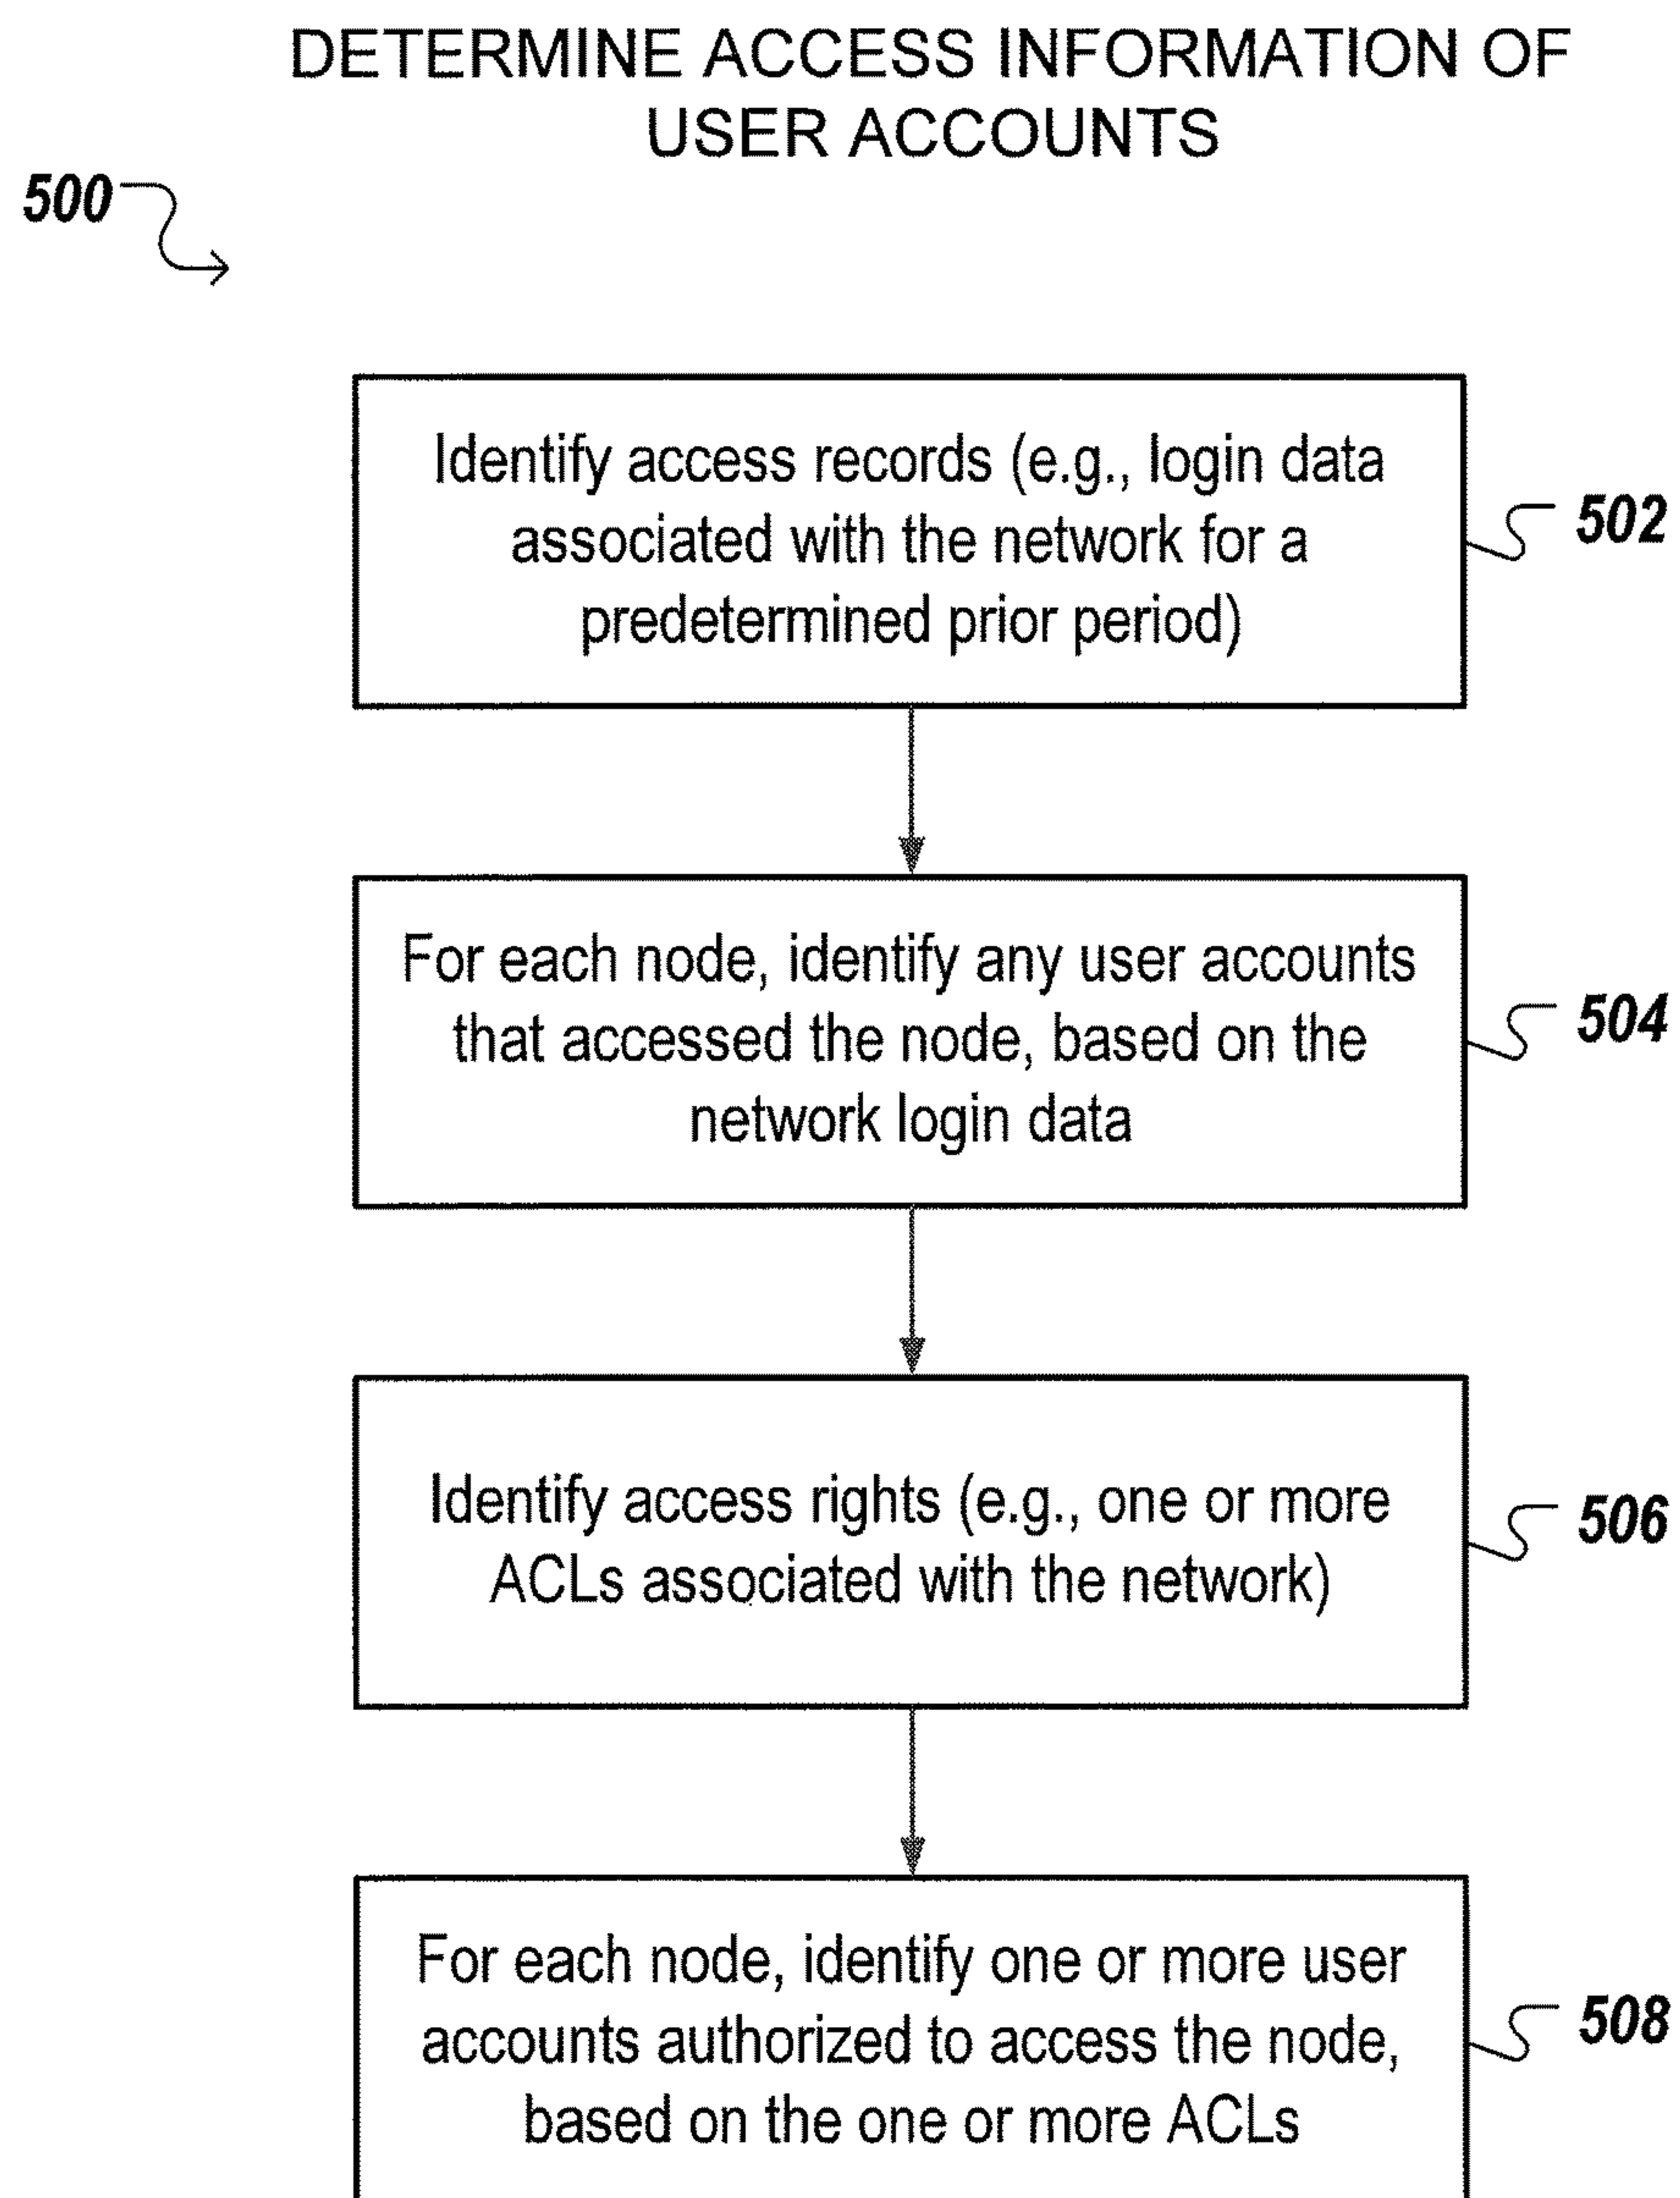 DETERMINE ACCESS INFORMATION OF
USER ACCOUNTS
500
Identify access records (e.g., login data
associated with the network for a
predetermined prior period)
502
For each node, identify any user accounts
that accessed the node, based on the
network login data
504
Identify access rights (e.g., one or more
ACLs associated with the network)
506
For each node, identify one or more user
accounts authorized to access the node,
based on the one or more ACLs
508